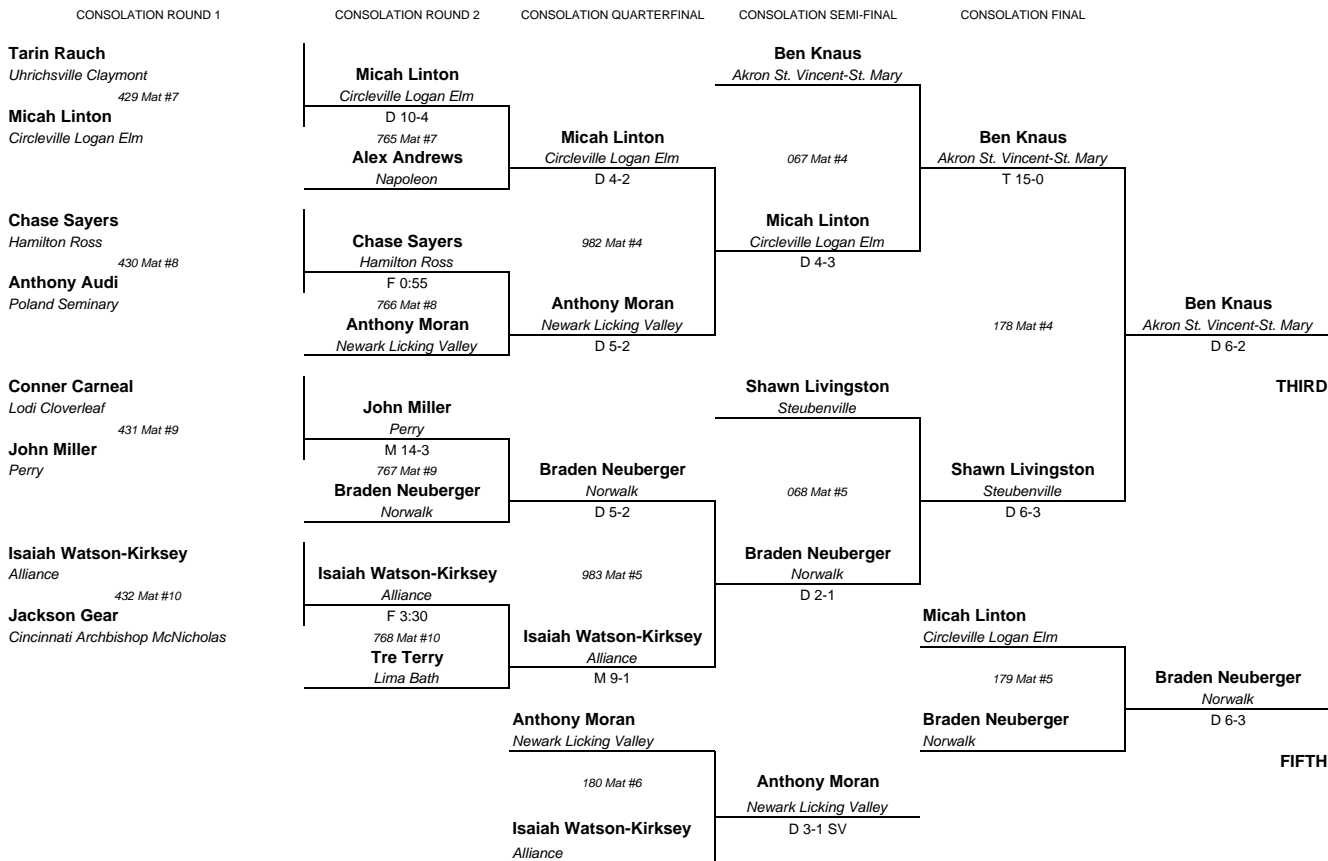 CONSOLATION ROUND 1
CONSOLATION ROUND 2
CONSOLATION QUARTERFINAL
CONSOLATION SEMI-FINAL
CONSOLATION FINAL
Tarin Rauch
Uhrichsville Claymont
429 Mat #7
Micah Linton
Circleville Logan Elm
Chase Sayers
Hamilton Ross
430 Mat #8
Anthony Audi
Poland Seminary
Conner Carneal
Lodi Cloverleaf
431 Mat #9
John Miller
Perry
Isaiah Watson-Kirksey
Alliance
432 Mat #10
Jackson Gear
Cincinnati Archbishop McNicholas
Micah Linton
Circleville Logan Elm
D 10-4
765 Mat #7
Alex Andrews
Napoleon
Chase Sayers
Hamilton Ross
F 0:55
766 Mat #8
Anthony Moran
Newark Licking Valley
John Miller
Perry
M 14-3
767 Mat #9
Braden Neuberger
Norwalk
Isaiah Watson-Kirksey
Alliance
F 3:30
768 Mat #10
Tre Terry
Lima Bath
Micah Linton
Circleville Logan Elm
D 4-2
982 Mat #4
Anthony Moran
Newark Licking Valley
D 5-2
Braden Neuberger
Norwalk
D 5-2
983 Mat #5
Isaiah Watson-Kirksey
Alliance
M 9-1
Anthony Moran
Newark Licking Valley
180 Mat #6
Isaiah Watson-Kirksey
Alliance
Ben Knaus
Akron St. Vincent-St. Mary
067 Mat #4
Micah Linton
Circleville Logan Elm
D 4-3
Shawn Livingston
Steubenville
068 Mat #5
Braden Neuberger
Norwalk
D 2-1
Anthony Moran
Newark Licking Valley
D 3-1 SV
Ben Knaus
Akron St. Vincent-St. Mary
T 15-0
178 Mat #4
Shawn Livingston
Steubenville
D 6-3
Micah Linton
Circleville Logan Elm
179 Mat #5
Braden Neuberger
Norwalk
Ben Knaus
Akron St. Vincent-St. Mary
D 6-2
THIRD
Braden Neuberger
Norwalk
D 6-3
FIFTH